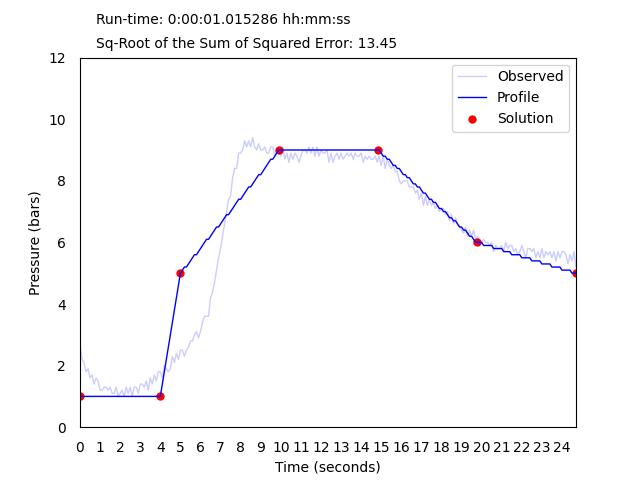 Run-time: 0:00:01.015286 hh:mm:ss
Sq-Root of the Sum of Squared Error: 13.45
12
10
8
6
4
2
0
Pressure (bars)
Observed
Profile
Solution
0 1 2 3 4 5 6 7 8 9 10 11 12 13 14 15 16 17 18 19 20 21 22 23 24
Time (seconds)